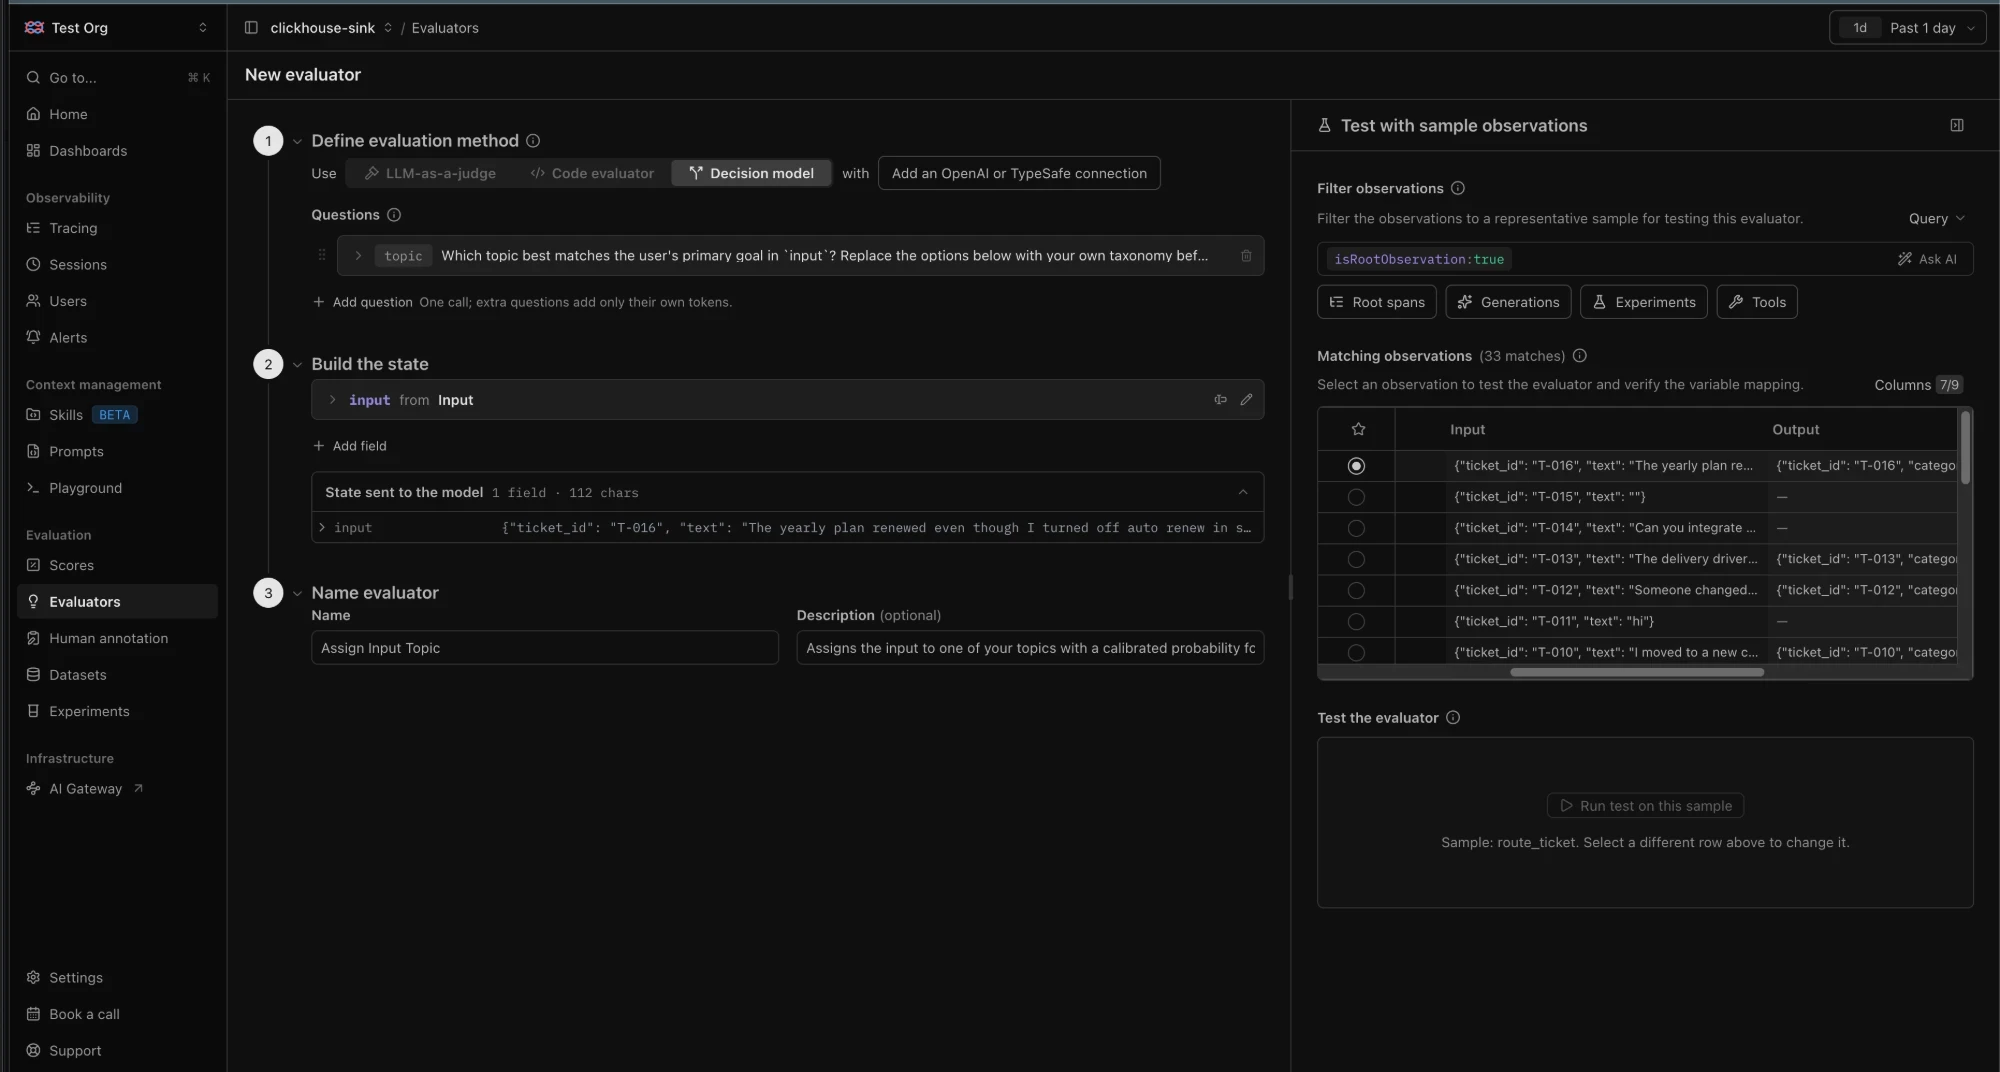 Test Org
clickhouse-sink / Evaluators
1d Past 1 day
Go to... ⌘ K
Home
Dashboards
Observability
Tracing
Sessions
Users
Alerts
Context management
Skills BETA
Prompts
Playground
Evaluation
Scores
Evaluators
Human annotation
Datasets
Experiments
Infrastructure
AI Gateway
Settings
Book a call
Support
New evaluator
1 Define evaluation method
Use LLM-as-a-judge Code evaluator Decision model with Add an OpenAI or TypeSafe connection
Questions
topic Which topic best matches the user's primary goal in `input`? Replace the options below with your own taxonomy bef...
+ Add question One call; extra questions add only their own tokens.
2 Build the state
input from Input
+ Add field
State sent to the model 1 field · 112 chars
input {"ticket_id": "T-016", "text": "The yearly plan renewed even though I turned off auto renew in s...
3 Name evaluator
Name
Assign Input Topic
Description (optional)
Assigns the input to one of your topics with a calibrated probability fo
Test with sample observations
Filter observations
Filter the observations to a representative sample for testing this evaluator. Query
isRootObservation:true Ask AI
Root spans Generations Experiments Tools
Matching observations (33 matches)
Select an observation to test the evaluator and verify the variable mapping. Columns 7/9
Input Output
{"ticket_id": "T-016", "text": "The yearly plan re... {"ticket_id": "T-016", "catego
{"ticket_id": "T-015", "text": ""} —
{"ticket_id": "T-014", "text": "Can you integrate ... —
{"ticket_id": "T-013", "text": "The delivery driver... {"ticket_id": "T-013", "catego
{"ticket_id": "T-012", "text": "Someone changed... {"ticket_id": "T-012", "catego
{"ticket_id": "T-011", "text": "hi"} —
{"ticket_id": "T-010", "text": "I moved to a new c... {"ticket_id": "T-010", "catego
Test the evaluator
Run test on this sample
Sample: route_ticket. Select a different row above to change it.